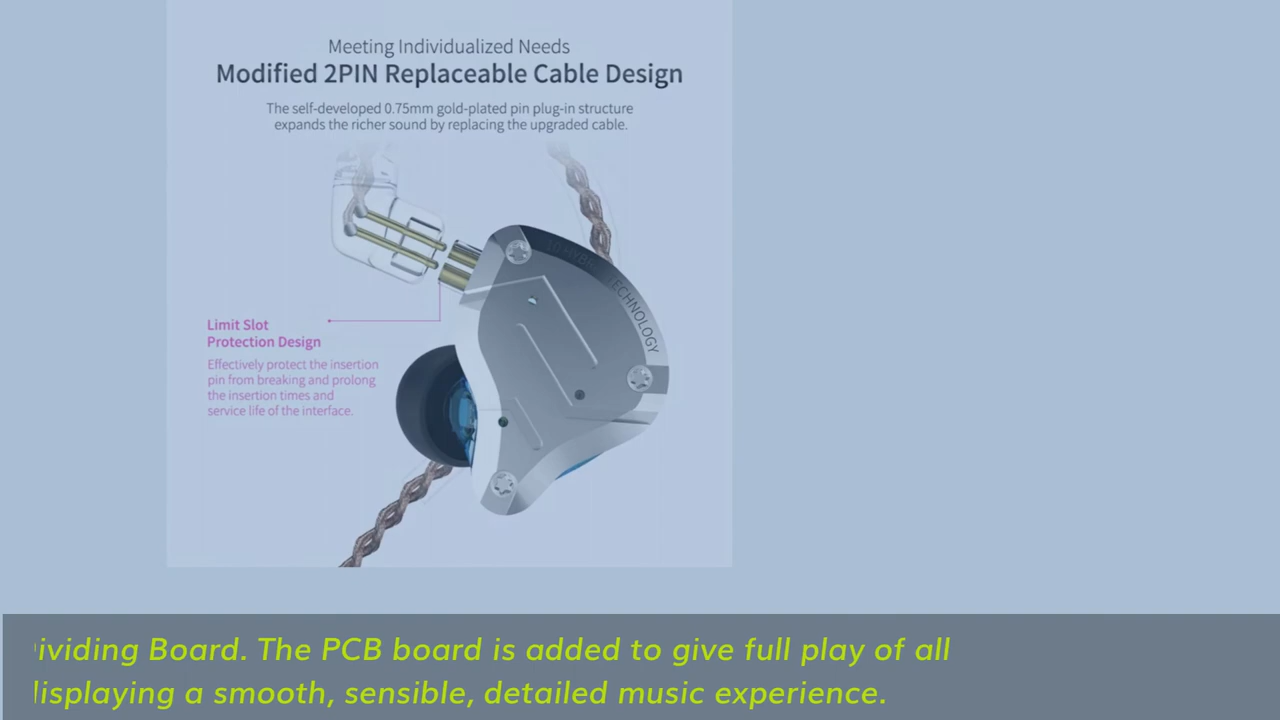 Meeting Individualized Needs
Modified 2PIN Replaceable Cable Design
The self-developed 0.75mm gold-plated pin plug-in structure
expands the richer sound by replacing the upgraded cable.
TECHNOLOGY
Limit Slot
Protection Design
Effectively protect the insertion
pin from breaking and prolong
the insertion times and
service life of the interface.
ividing Board. The PCB board is added to give full play of all
isplaying a smooth, sensible, detailed music experience.